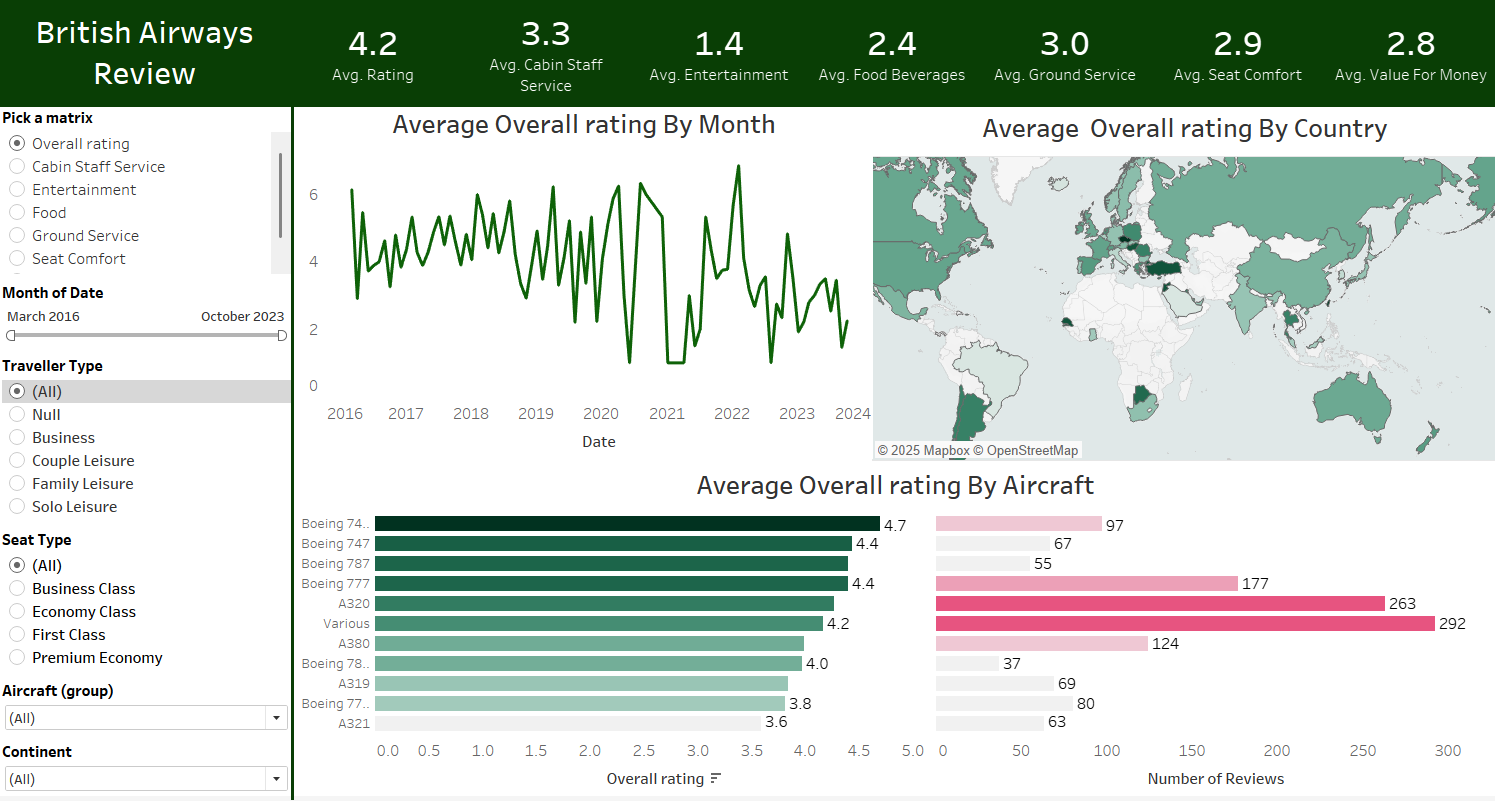 British Airways
Review
4.2
Avg. Rating
3.3
Avg. Cabin Staff
Service
1.4
Avg. Entertainment
2.4
Avg. Food Beverages
3.0
Avg. Ground Service
2.9
Avg. Seat Comfort
2.8
Avg. Value For Money
Pick a matrix
Overall rating
Cabin Staff Service
Entertainment
Food
Ground Service
Seat Comfort
Month of Date
March 2016 October 2023
Traveller Type
(All)
Null
Business
Couple Leisure
Family Leisure
Solo Leisure
Seat Type
(All)
Business Class
Economy Class
First Class
Premium Economy
Aircraft (group)
(All)
Continent
(All)
Average Overall rating By Month
6
4
2
0
2016 2017 2018 2019 2020 2021 2022 2023 2024
Date
Average Overall rating By Country
© 2025 Mapbox © OpenStreetMap
Average Overall rating By Aircraft
Boeing 74.. 4.7 97
Boeing 747 4.4 67
Boeing 787 55
Boeing 777 4.4 177
A320 263
Various 4.2 292
A380 124
Boeing 78.. 4.0 37
A319 69
Boeing 77.. 3.8 80
A321 3.6 63
0.0 0.5 1.0 1.5 2.0 2.5 3.0 3.5 4.0 4.5 5.0
0 50 100 150 200 250 300
Overall rating
Number of Reviews